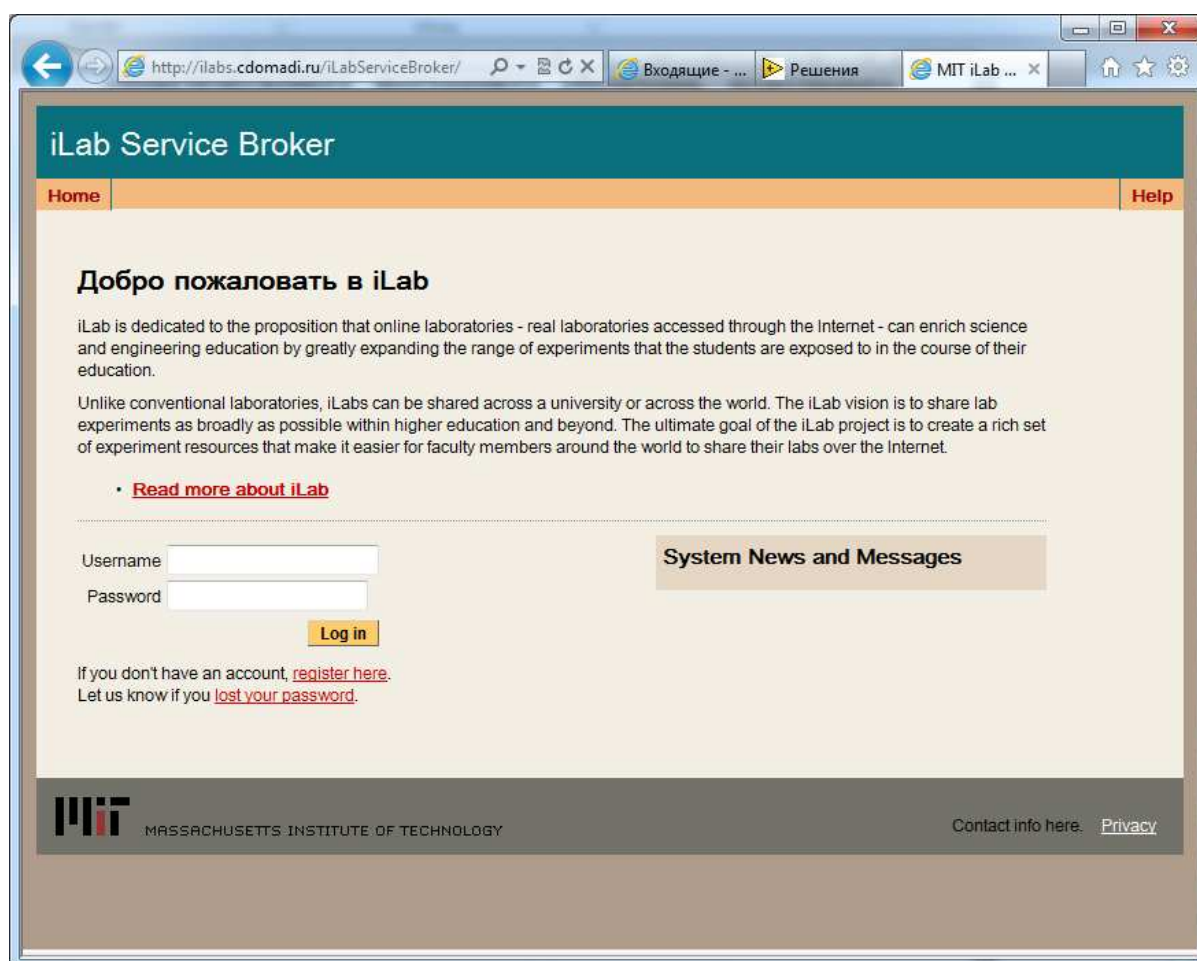 http://ilabs.cdomadi.ru/iLabServiceBroker/
Входящие - ...
Решения
MIT iLab ...
iLab Service Broker
Home
Help
Добро пожаловать в iLab
iLab is dedicated to the proposition that online laboratories - real laboratories accessed through the Internet - can enrich science
and engineering education by greatly expanding the range of experiments that the students are exposed to in the course of their
education.
Unlike conventional laboratories, iLabs can be shared across a university or across the world. The iLab vision is to share lab
experiments as broadly as possible within higher education and beyond. The ultimate goal of the iLab project is to create a rich set
of experiment resources that make it easier for faculty members around the world to share their labs over the Internet.
• Read more about iLab
Username
Password
Log in
System News and Messages
If you don't have an account, register here.
Let us know if you lost your password.
MIT MASSACHUSETTS INSTITUTE OF TECHNOLOGY
Contact info here. Privacy